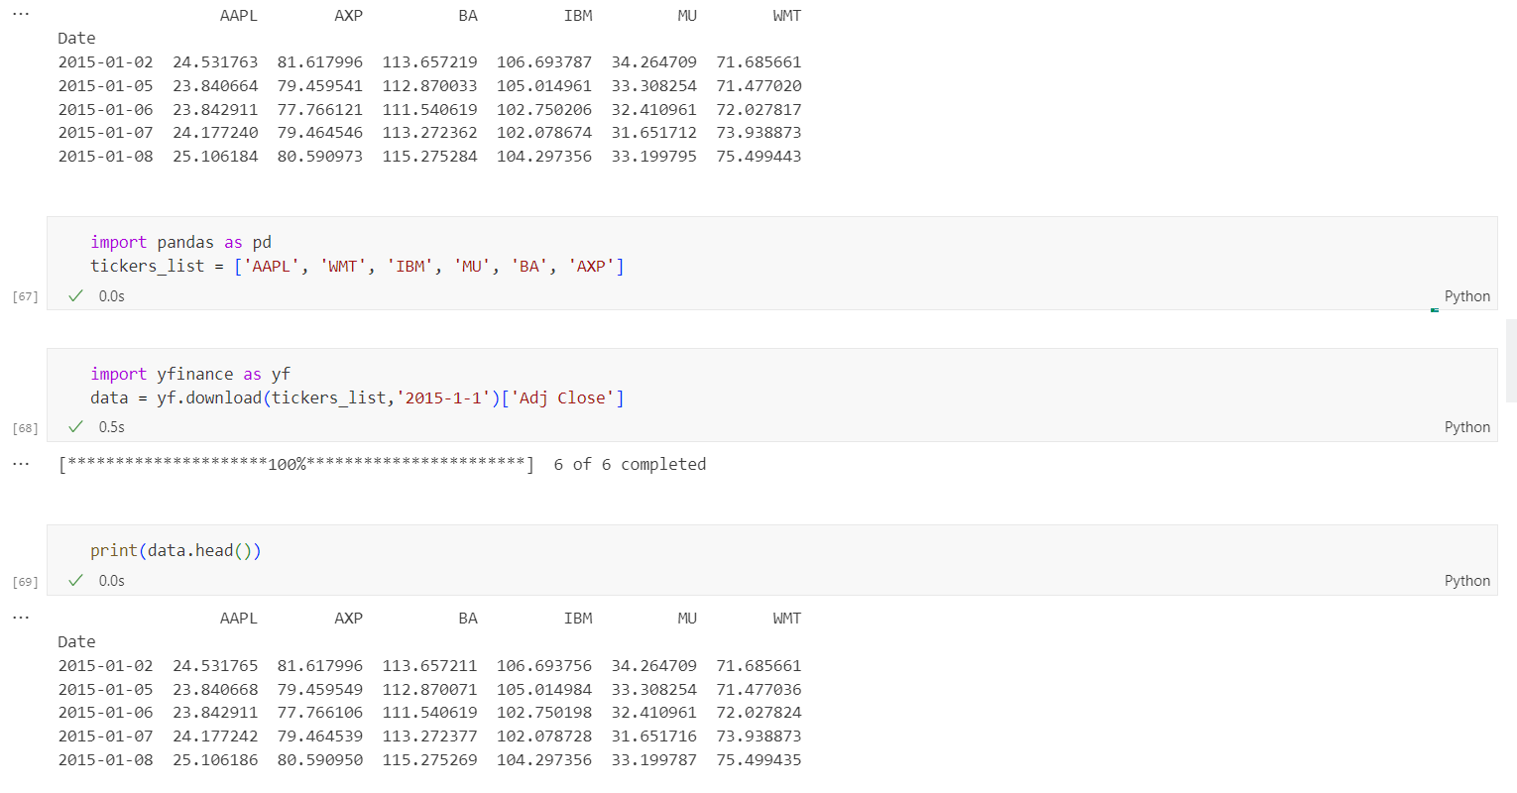 ...
AAPL AXP BA IBM MU WMT
Date
2015-01-02 24.531763 81.617996 113.657219 106.693787 34.264709 71.685661
2015-01-05 23.840664 79.459541 112.870033 105.014961 33.308254 71.477020
2015-01-06 23.842911 77.766121 111.540619 102.750206 32.410961 72.027817
2015-01-07 24.177240 79.464546 113.272362 102.078674 31.651712 73.938873
2015-01-08 25.106184 80.590973 115.275284 104.297356 33.199795 75.499443
import pandas as pd
tickers_list = ['AAPL', 'WMT', 'IBM', 'MU', 'BA', 'AXP']
[67] 0.0s Python
import yfinance as yf
data = yf.download(tickers_list,'2015-1-1')['Adj Close']
[68] 0.5s Python
... [*********************100%***********************] 6 of 6 completed
print(data.head())
[69] 0.0s Python
... AAPL AXP BA IBM MU WMT
Date
2015-01-02 24.531765 81.617996 113.657211 106.693756 34.264709 71.685661
2015-01-05 23.840668 79.459549 112.870071 105.014984 33.308254 71.477036
2015-01-06 23.842911 77.766106 111.540619 102.750198 32.410961 72.027824
2015-01-07 24.177242 79.464539 113.272377 102.078728 31.651716 73.938873
2015-01-08 25.106186 80.590950 115.275269 104.297356 33.199787 75.499435